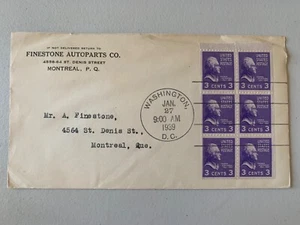 IF NOT DELIVERED RETURN TO
FINESTONE AUTOPARTS CO.
ST. DENIS STREET
MONTREAL, P. Q.
WASHINGTON,
JAN.
27
9:00 AM
1939
D.C.
Mr. A. Finestone,
4564 St. Denis St.,
Montreal, Que.
UNITED STATES POSTAGE
3 CENTS 3
UNITED STATES POSTAGE
3 CENTS 3
UNITED STATES POSTAGE
3 CENTS 3
UNITED STATES POSTAGE
3 CENTS 3
UNITED STATES POSTAGE
3 CENTS 3
UNITED STATES POSTAGE
3 CENTS 3